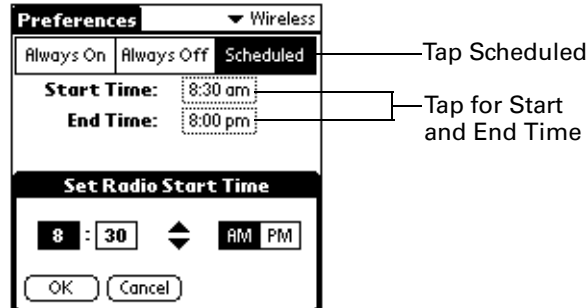 Preferences Wireless
Always On Always Off Scheduled
Tap Scheduled
Start Time: 8:30 am
End Time: 8:00 pm
Tap for Start
and End Time
Set Radio Start Time
8 : 30 AM PM
OK Cancel